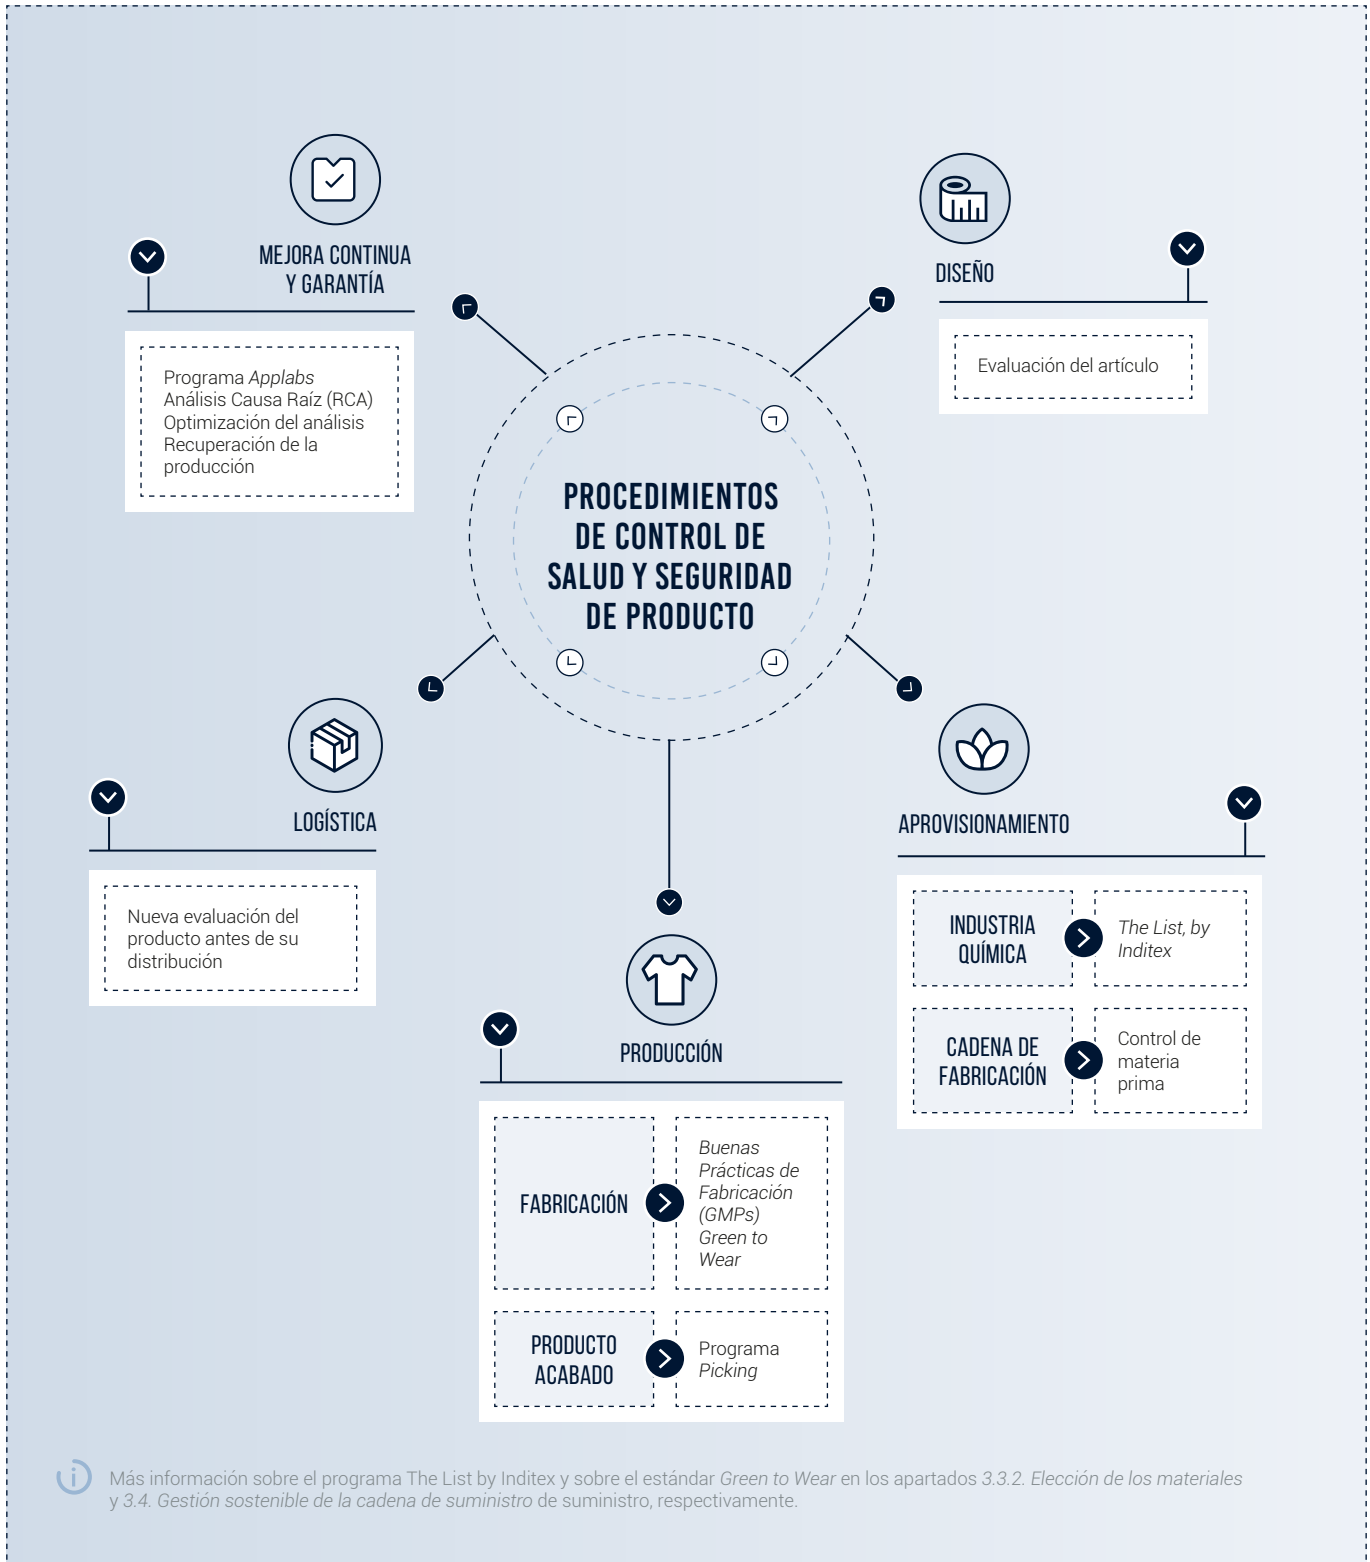 MEJORA CONTINUA
Y GARANTÍA
Programa Applabs
Análisis Causa Raíz (RCA)
Optimización del análisis
Recuperación de la
producción
DISEÑO
Evaluación del artículo
PROCEDIMIENTOS
DE CONTROL DE
SALUD Y SEGURIDAD
DE PRODUCTO
LOGÍSTICA
Nueva evaluación del
producto antes de su
distribución
APROVISIONAMIENTO
INDUSTRIA
QUÍMICA
The List, by
Inditex
CADENA DE
FABRICACIÓN
Control de
materia
prima
PRODUCCIÓN
FABRICACIÓN
Buenas
Prácticas de
Fabricación
(GMPs)
Green to
Wear
PRODUCTO
ACABADO
Programa
Picking
Más información sobre el programa The List by Inditex y sobre el estándar Green to Wear en los apartados 3.3.2. Elección de los materiales
y 3.4. Gestión sostenible de la cadena de suministro de suministro, respectivamente.